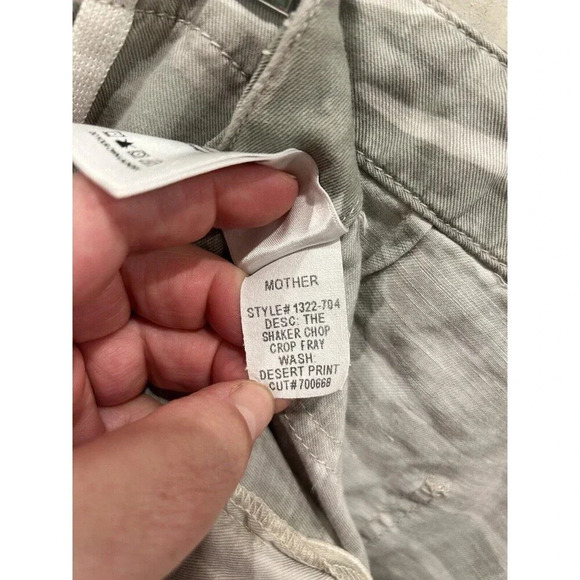 MOTHER
STYLE# 1322-704
DESC: THE
SHAKER CHOP
CROP FRAY
WASH:
DESERT PRINT
CUT#700668